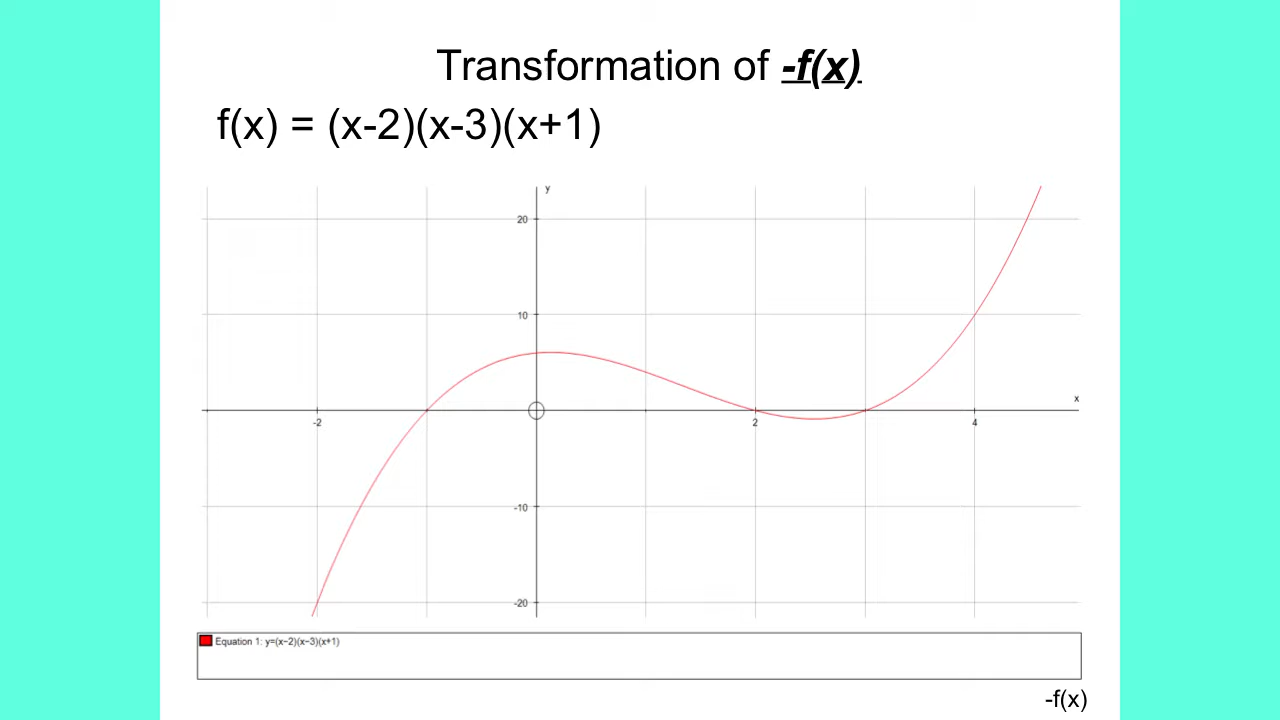 Transformation of -f(x)
f(x) = (x-2)(x-3)(x+1)
y
20
10
x
-2
2
4
-10
-20
Equation 1: y=(x−2)(x−3)(x+1)
-f(x)